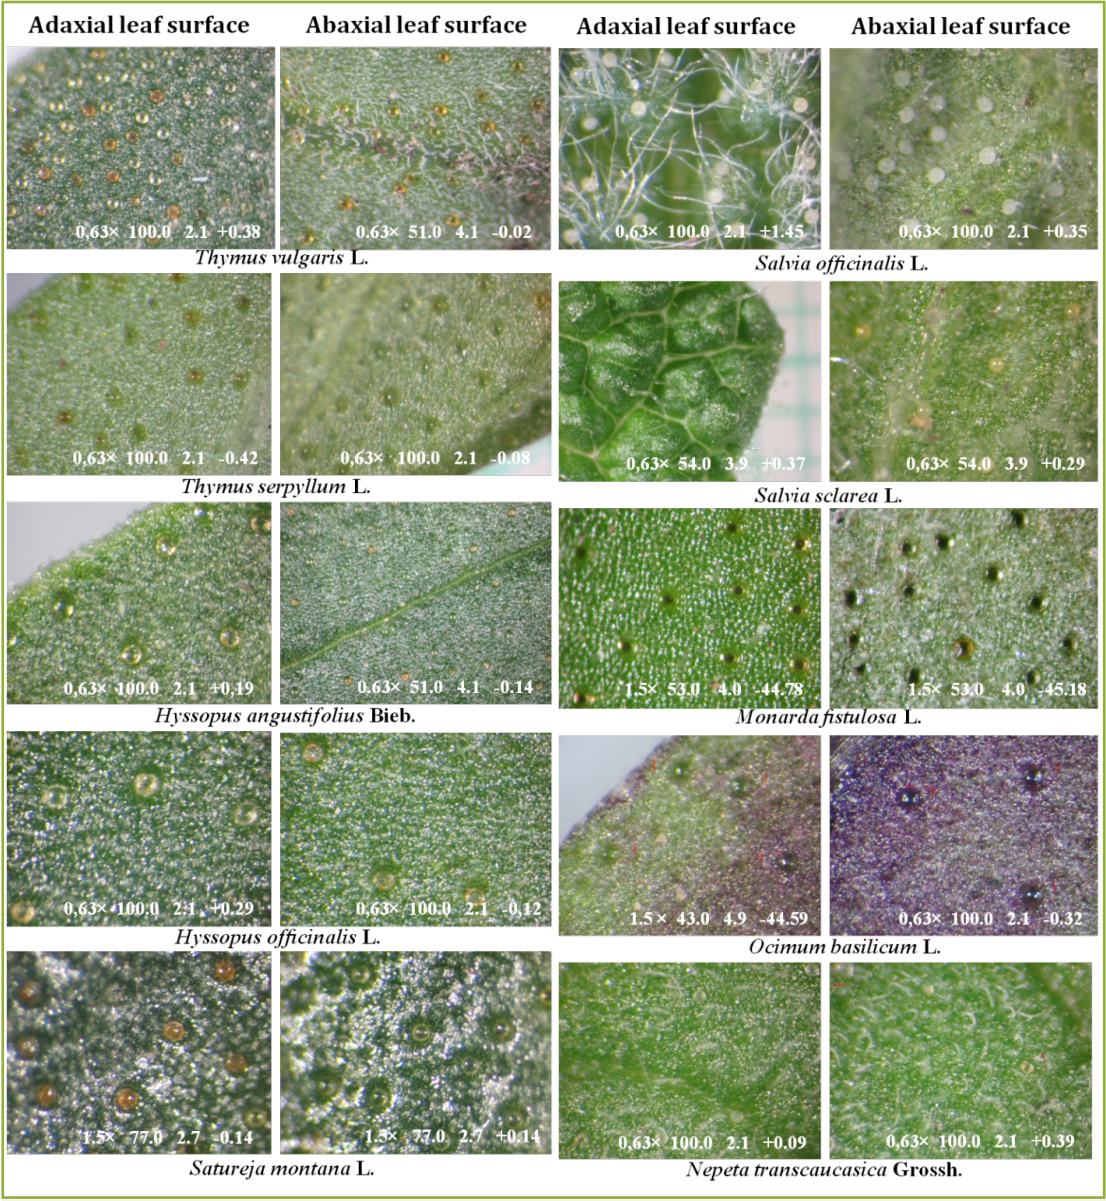 Adaxial leaf surface Abaxial leaf surface Adaxial leaf surface Abaxial leaf surface
0,63× 100.0 2.1 +0.38 0.63× 51.0 4.1 -0.02 0,63× 100.0 2.1 +1.45 0,63× 100.0 2.1 +0.35
Thymus vulgaris L. Salvia officinalis L.
0,63× 100.0 2.1 -0.42 0,63× 100.0 2.1 -0.08 0,63× 54.0 3.9 +0.37 0,63× 54.0 3.9 +0.29
Thymus serpyllum L. Salvia sclarea L.
0,63× 100.0 2.1 +0,19 0.63× 51.0 4.1 -0.14 1.5× 53.0 4.0 -44.78 1.5× 53.0 4.0 -45.18
Hyssopus angustifolius Bieb. Monarda fistulosa L.
0,63× 100.0 2.1 +0.29 0,63× 100.0 2.1 -0,12 1.5× 43.0 4.9 -44.59 0,63× 100.0 2.1 -0.32
Hyssopus officinalis L. Ocimum basilicum L.
1.5× 77.0 2.7 -0.14 1.5× 77.0 2.7 +0.14 0,63× 100.0 2.1 +0.09 0,63× 100.0 2.1 +0.39
Satureja montana L. Nepeta transcaucasica Grossh.